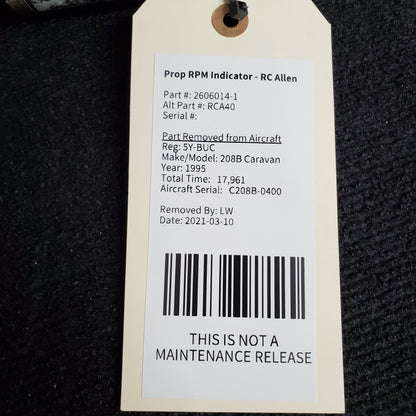 Prop RPM Indicator - RC Allen
Part #: 2606014-1
Alt Part #: RCA40
Serial #:
Part Removed from Aircraft
Reg: 5Y-BUC
Make/Model: 208B Caravan
Year: 1995
Total Time: 17,961
Aircraft Serial: C208B-0400
Removed By: LW
Date: 2021-03-10
THIS IS NOT A
MAINTENANCE RELEASE